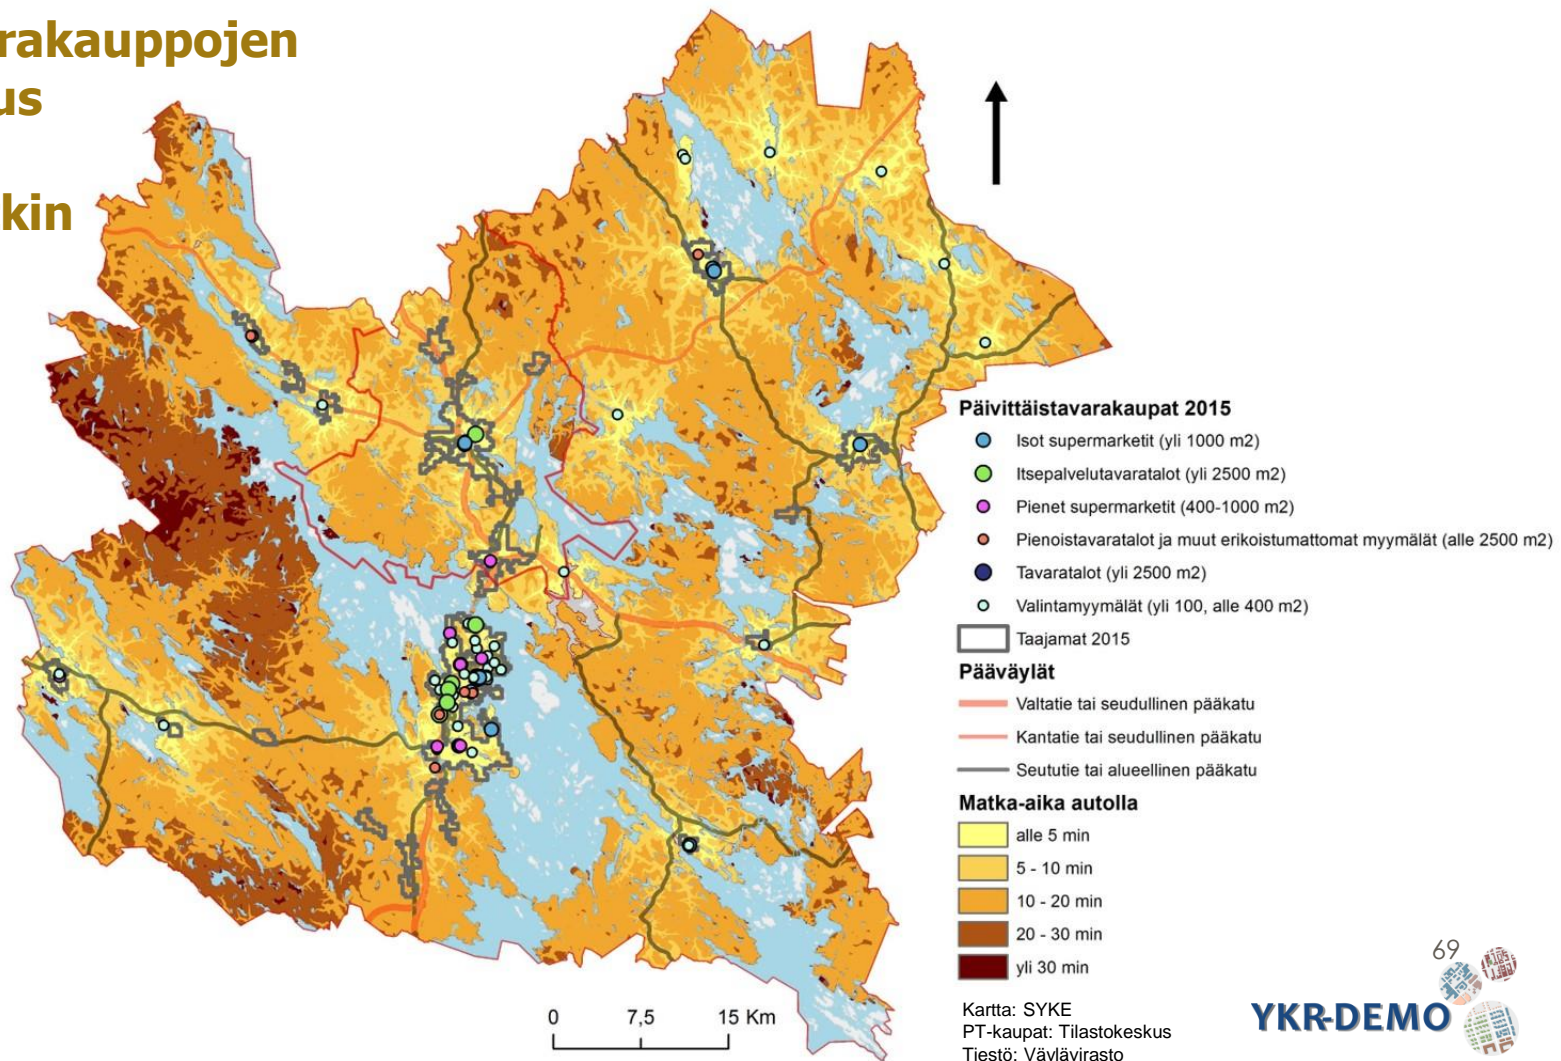 rakauppojen
us
kin
Päivittäistavarakaupat 2015
Isot supermarketit (yli 1000 m2)
Itsepalvelutavaratalot (yli 2500 m2)
Pienet supermarketit (400-1000 m2)
Pienoistavaratalot ja muut erikoistumattomat myymälät (alle 2500 m2)
Tavaratalot (yli 2500 m2)
Valintamyymälät (yli 100, alle 400 m2)
Taajamat 2015
Pääväylät
Valtatie tai seudullinen pääkatu
Kantatie tai seudullinen pääkatu
Seututie tai alueellinen pääkatu
Matka-aika autolla
alle 5 min
5 - 10 min
10 - 20 min
20 - 30 min
yli 30 min
0 7,5 15 Km
Kartta: SYKE
PT-kaupat: Tilastokeskus
Tiestö: Väylävirasto
69
YKR-DEMO